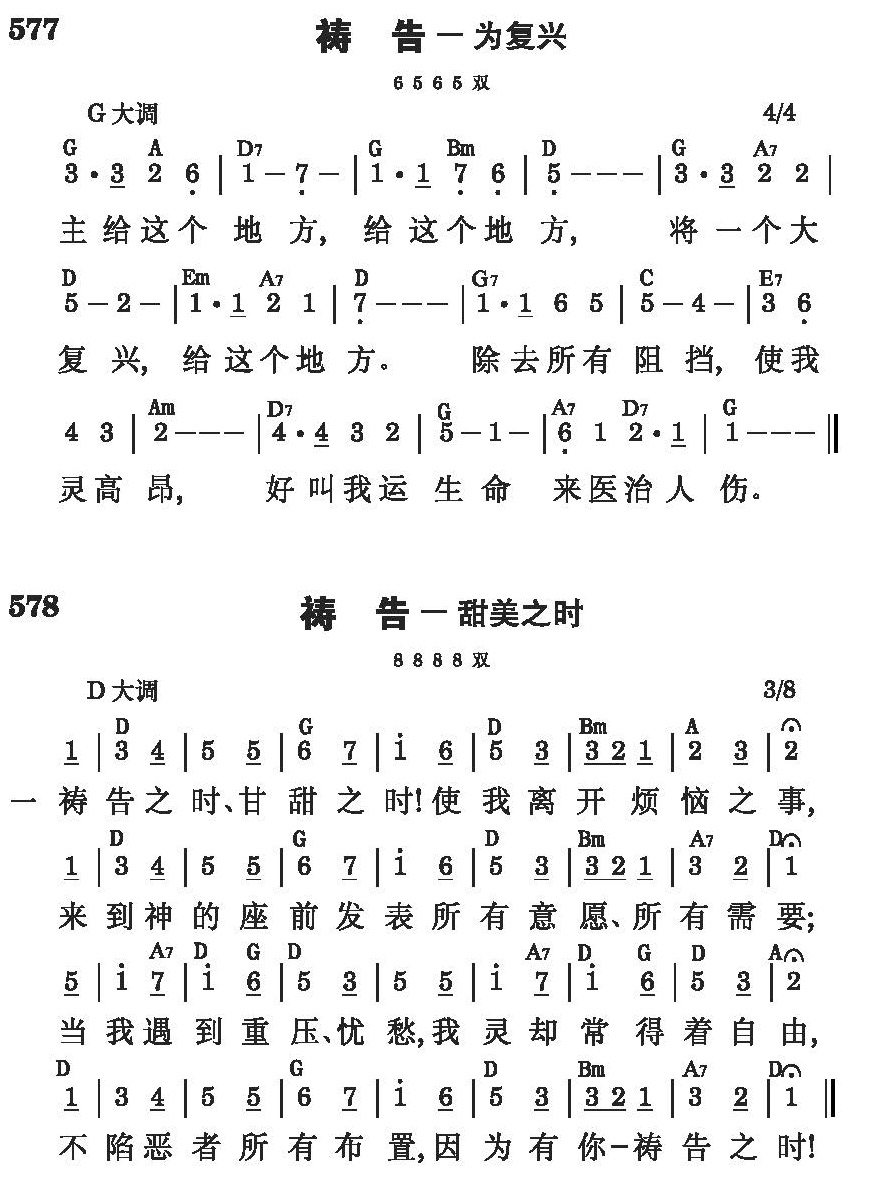 577
祷 告－为复兴
6 5 6 5 双
G 大调 4/4
G A D7 G Bm D G A7
3·3 2 6 | 1－7－ | 1·1 7 6 | 5－－－ | 3·3 2 2 |
主给这个 地 方, 给这个地 方, 将一个大
D Em A7 D G7 C E7
5－2－ | 1·1 2 1 | 7－－－ | 1·1 6 5 | 5－4－ | 3 6
复 兴, 给这个地 方。 除去所有 阻 挡, 使我
Am D7 G A7 D7 G
4 3 | 2－－－ | 4·4 3 2 | 5－1－ | 6 1 2·1 | 1－－－ ‖
灵高 昂, 好叫我运 生 命 来医治人 伤。
578
祷 告－甜美之时
8 8 8 8 双
D 大调 3/8
D G D Bm A
1 | 3 4 | 5 5 | 6 7 | i 6 | 5 3 | 3 2 1 | 2 3 | 2
一 祷告之时、甘甜之时!使我离开烦恼之事,
D G D Bm A7 D
1 | 3 4 | 5 5 | 6 7 | i 6 | 5 3 | 3 2 1 | 3 2 | 1
来到神的座前发表所有意愿、所有需要;
A7 D G D A7 D G D A
5 | i 7 | i 6 | 5 3 | 5 5 | i 7 | i 6 | 5 3 | 2
当我遇到重压、忧愁,我灵却常得着自由,
D G D Bm A7 D
1 | 3 4 | 5 5 | 6 7 | i 6 | 5 3 | 3 2 1 | 3 2 | 1 ‖
不陷恶者所有布置,因为有你－祷告之时!